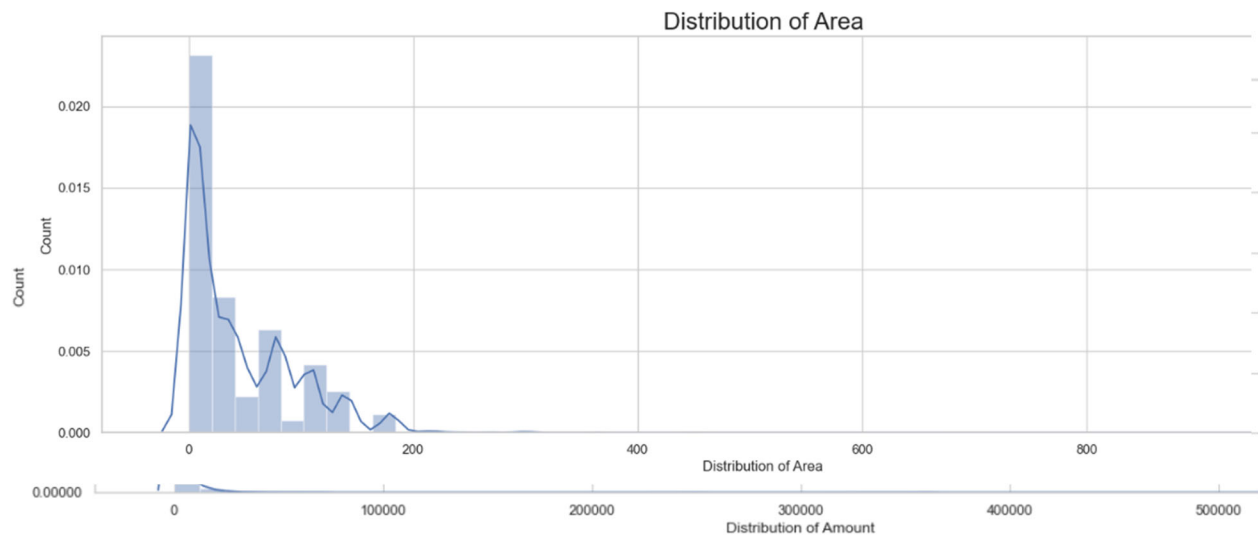 Distribution of Area
0.020
0.015
Count
0.010
Count
0.005
0.000
0 200 400 600 800
Distribution of Area
0.00000
0 100000 200000 300000 400000 500000
Distribution of Amount